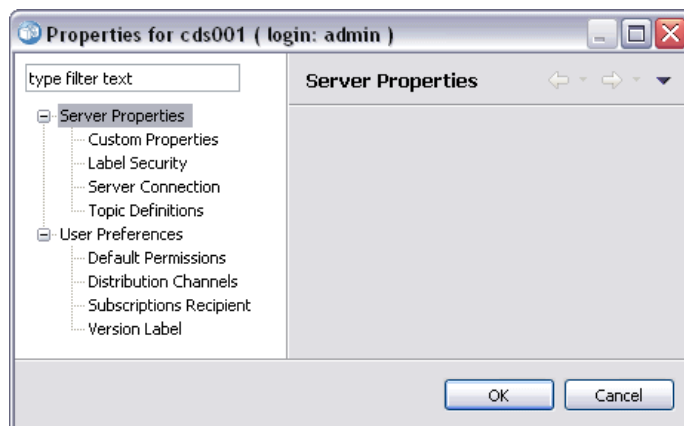 Properties for cds001 ( login: admin )
type filter text
Server Properties
Server Properties
Custom Properties
Label Security
Server Connection
Topic Definitions
User Preferences
Default Permissions
Distribution Channels
Subscriptions Recipient
Version Label
OK
Cancel